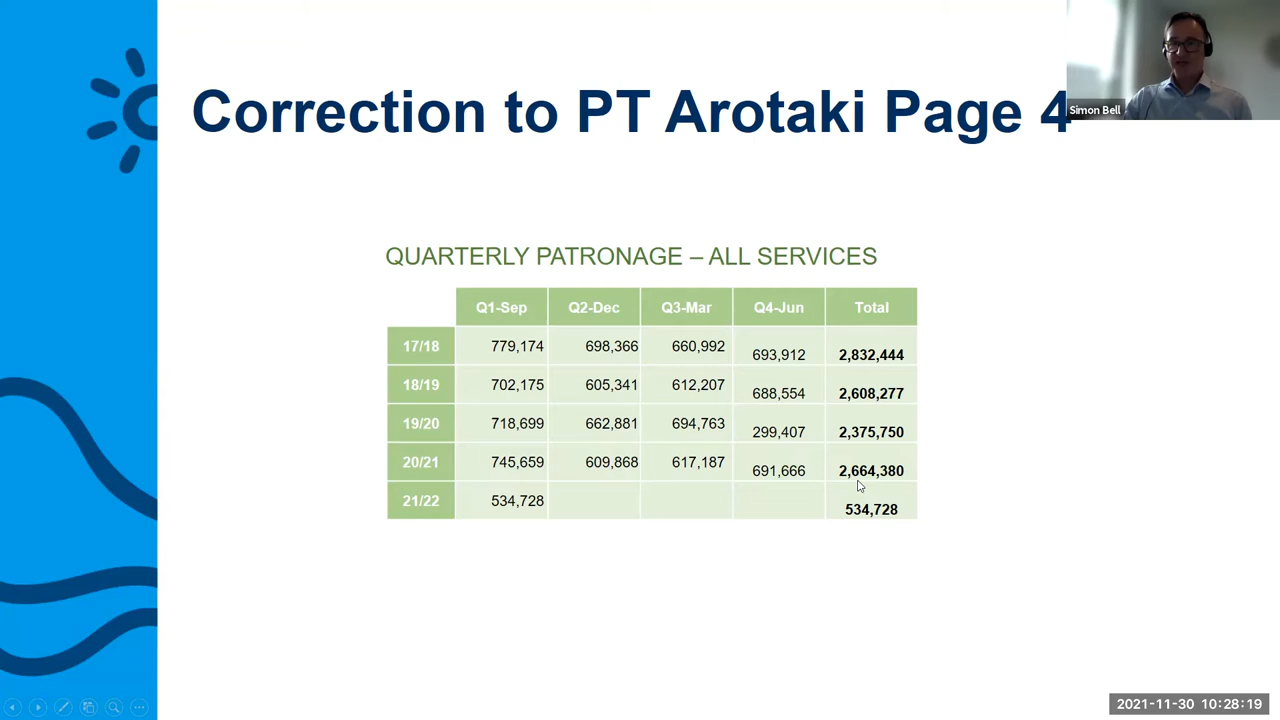 Correction to PT Arotaki Page 4
Simon Bell
QUARTERLY PATRONAGE – ALL SERVICES
Q1-Sep Q2-Dec Q3-Mar Q4-Jun Total
17/18 779,174 698,366 660,992 693,912 2,832,444
18/19 702,175 605,341 612,207 688,554 2,608,277
19/20 718,699 662,881 694,763 299,407 2,375,750
20/21 745,659 609,868 617,187 691,666 2,664,380
21/22 534,728 534,728
2021-11-30 10:28:19